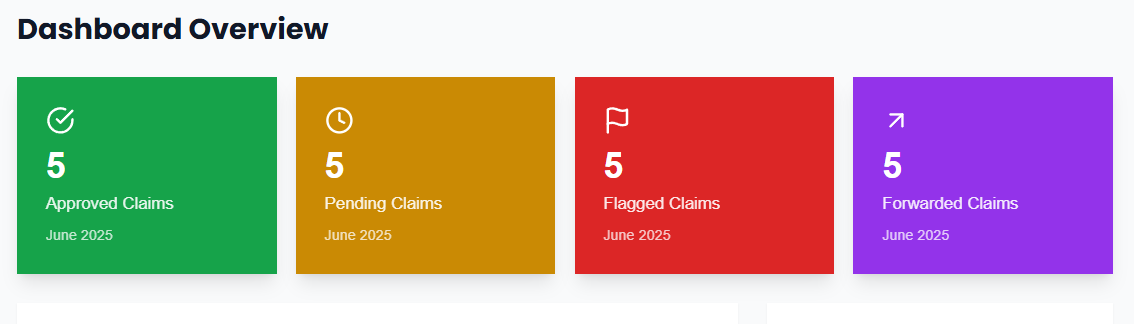 Dashboard Overview
5
Approved Claims
June 2025
5
Pending Claims
June 2025
5
Flagged Claims
June 2025
5
Forwarded Claims
June 2025